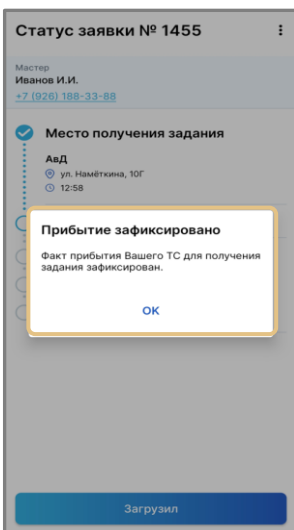 Статус заявки № 1455
Мастер
Иванов И.И.
+7 (926) 188-33-88
Место получения задания
АвД
ул. Намёткина, 10Г
12:58
Прибытие зафиксировано
Факт прибытия Вашего ТС для получения
задания зафиксирован.
ОК
Загрузил